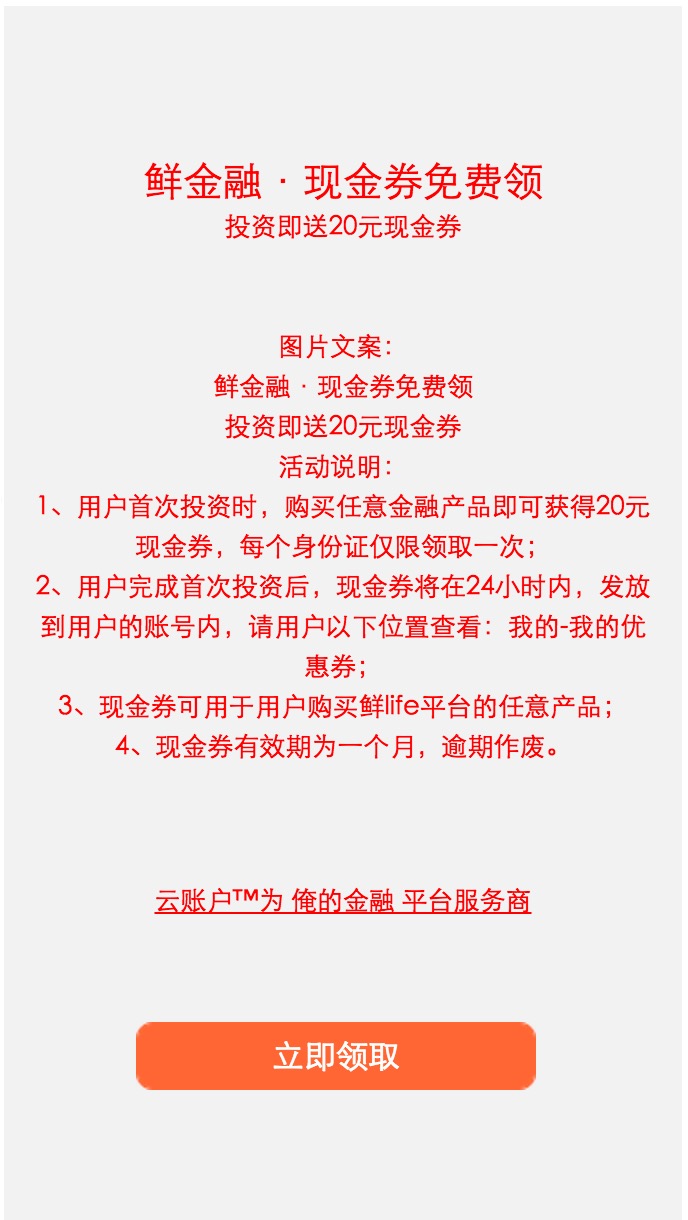 鲜金融 · 现金券免费领
投资即送20元现金券
图片文案：
鲜金融 · 现金券免费领
投资即送20元现金券
活动说明：
1、用户首次投资时，购买任意金融产品即可获得20元
现金券，每个身份证仅限领取一次；
2、用户完成首次投资后，现金券将在24小时内，发放
到用户的账号内，请用户以下位置查看：我的-我的优
惠券；
3、现金券可用于用户购买鲜life平台的任意产品；
4、现金券有效期为一个月，逾期作废。
云账户™为 俺的金融 平台服务商
立即领取